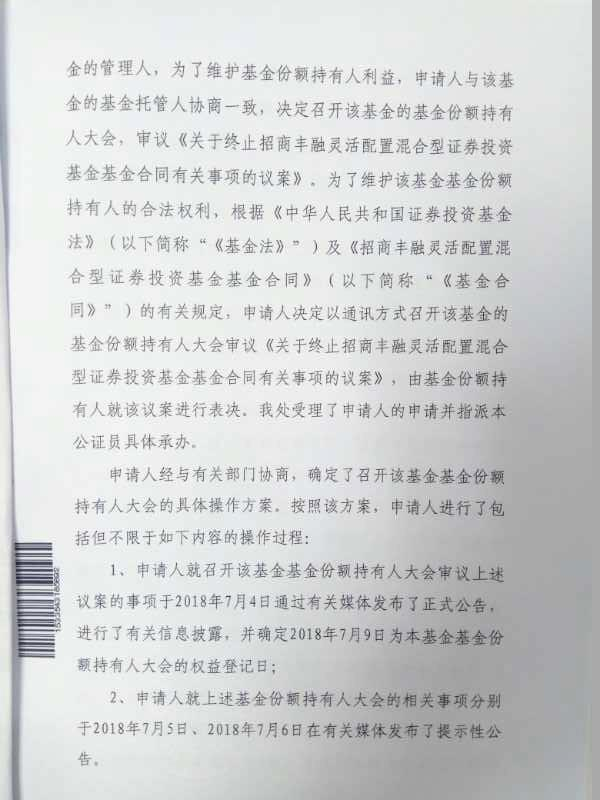 金的管理人，为了维护基金份额持有人利益，申请人与该基
金的基金托管人协商一致，决定召开该基金的基金份额持有
人大会，审议《关于终止招商丰融灵活配置混合型证券投资
基金基金合同有关事项的议案》。为了维护该基金基金份额
持有人的合法权利，根据《中华人民共和国证券投资基金
法》（以下简称“《基金法》”）及《招商丰融灵活配置混
合型证券投资基金基金合同》（以下简称“《基金合
同》”）的有关规定，申请人决定以通讯方式召开该基金的
基金份额持有人大会审议《关于终止招商丰融灵活配置混合
型证券投资基金基金合同有关事项的议案》，由基金份额持
有人就该议案进行表决。我处受理了申请人的申请并指派本
公证员具体承办。
申请人经与有关部门协商，确定了召开该基金基金份额
持有人大会的具体操作方案。按照该方案，申请人进行了包
括但不限于如下内容的操作过程：
1、申请人就召开该基金基金份额持有人大会审议上述
议案的事项于2018年7月4日通过有关媒体发布了正式公告，
进行了有关信息披露，并确定2018年7月9日为本基金基金份
额持有人大会的权益登记日；
2、申请人就上述基金份额持有人大会的相关事项分别
于2018年7月5日、2018年7月6日在有关媒体发布了提示性公
告。